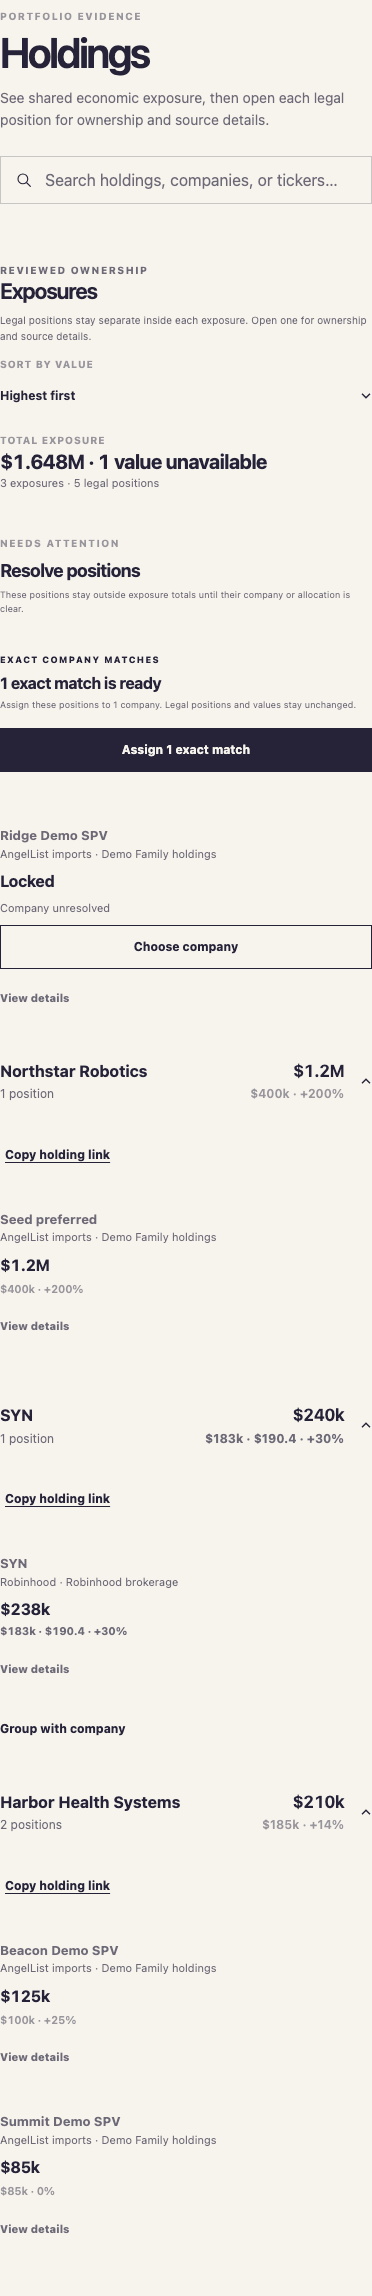 PORTFOLIO EVIDENCE
Holdings
See shared economic exposure, then open each legal
position for ownership and source details.
Search holdings, companies, or tickers...
REVIEWED OWNERSHIP
Exposures
Legal positions stay separate inside each exposure. Open one for ownership
and source details.
SORT BY VALUE
Highest first
TOTAL EXPOSURE
$1.648M · 1 value unavailable
3 exposures · 5 legal positions
NEEDS ATTENTION
Resolve positions
These positions stay outside exposure totals until their company or allocation is
clear.
EXACT COMPANY MATCHES
1 exact match is ready
Assign these positions to 1 company. Legal positions and values stay unchanged.
Assign 1 exact match
Ridge Demo SPV
AngelList imports · Demo Family holdings
Locked
Company unresolved
Choose company
View details
Northstar Robotics $1.2M
1 position $400k · +200%
Copy holding link
Seed preferred
AngelList imports · Demo Family holdings
$1.2M
$400k · +200%
View details
SYN $240k
1 position $183k · $190.4 · +30%
Copy holding link
SYN
Robinhood · Robinhood brokerage
$238k
$183k · $190.4 · +30%
View details
Group with company
Harbor Health Systems $210k
2 positions $185k · +14%
Copy holding link
Beacon Demo SPV
AngelList imports · Demo Family holdings
$125k
$100k · +25%
View details
Summit Demo SPV
AngelList imports · Demo Family holdings
$85k
$85k · 0%
View details